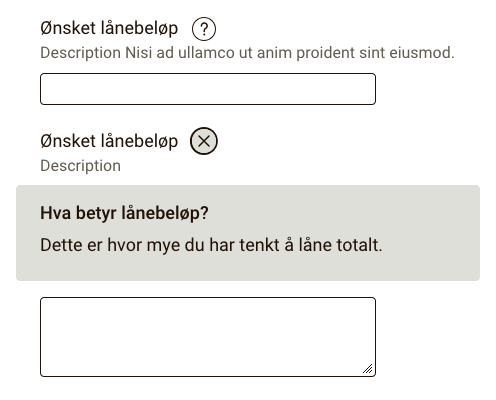 Ønsket lånebeløp ?
Description Nisi ad ullamco ut anim proident sint eiusmod.
Ønsket lånebeløp
Description
Hva betyr lånebeløp?
Dette er hvor mye du har tenkt å låne totalt.